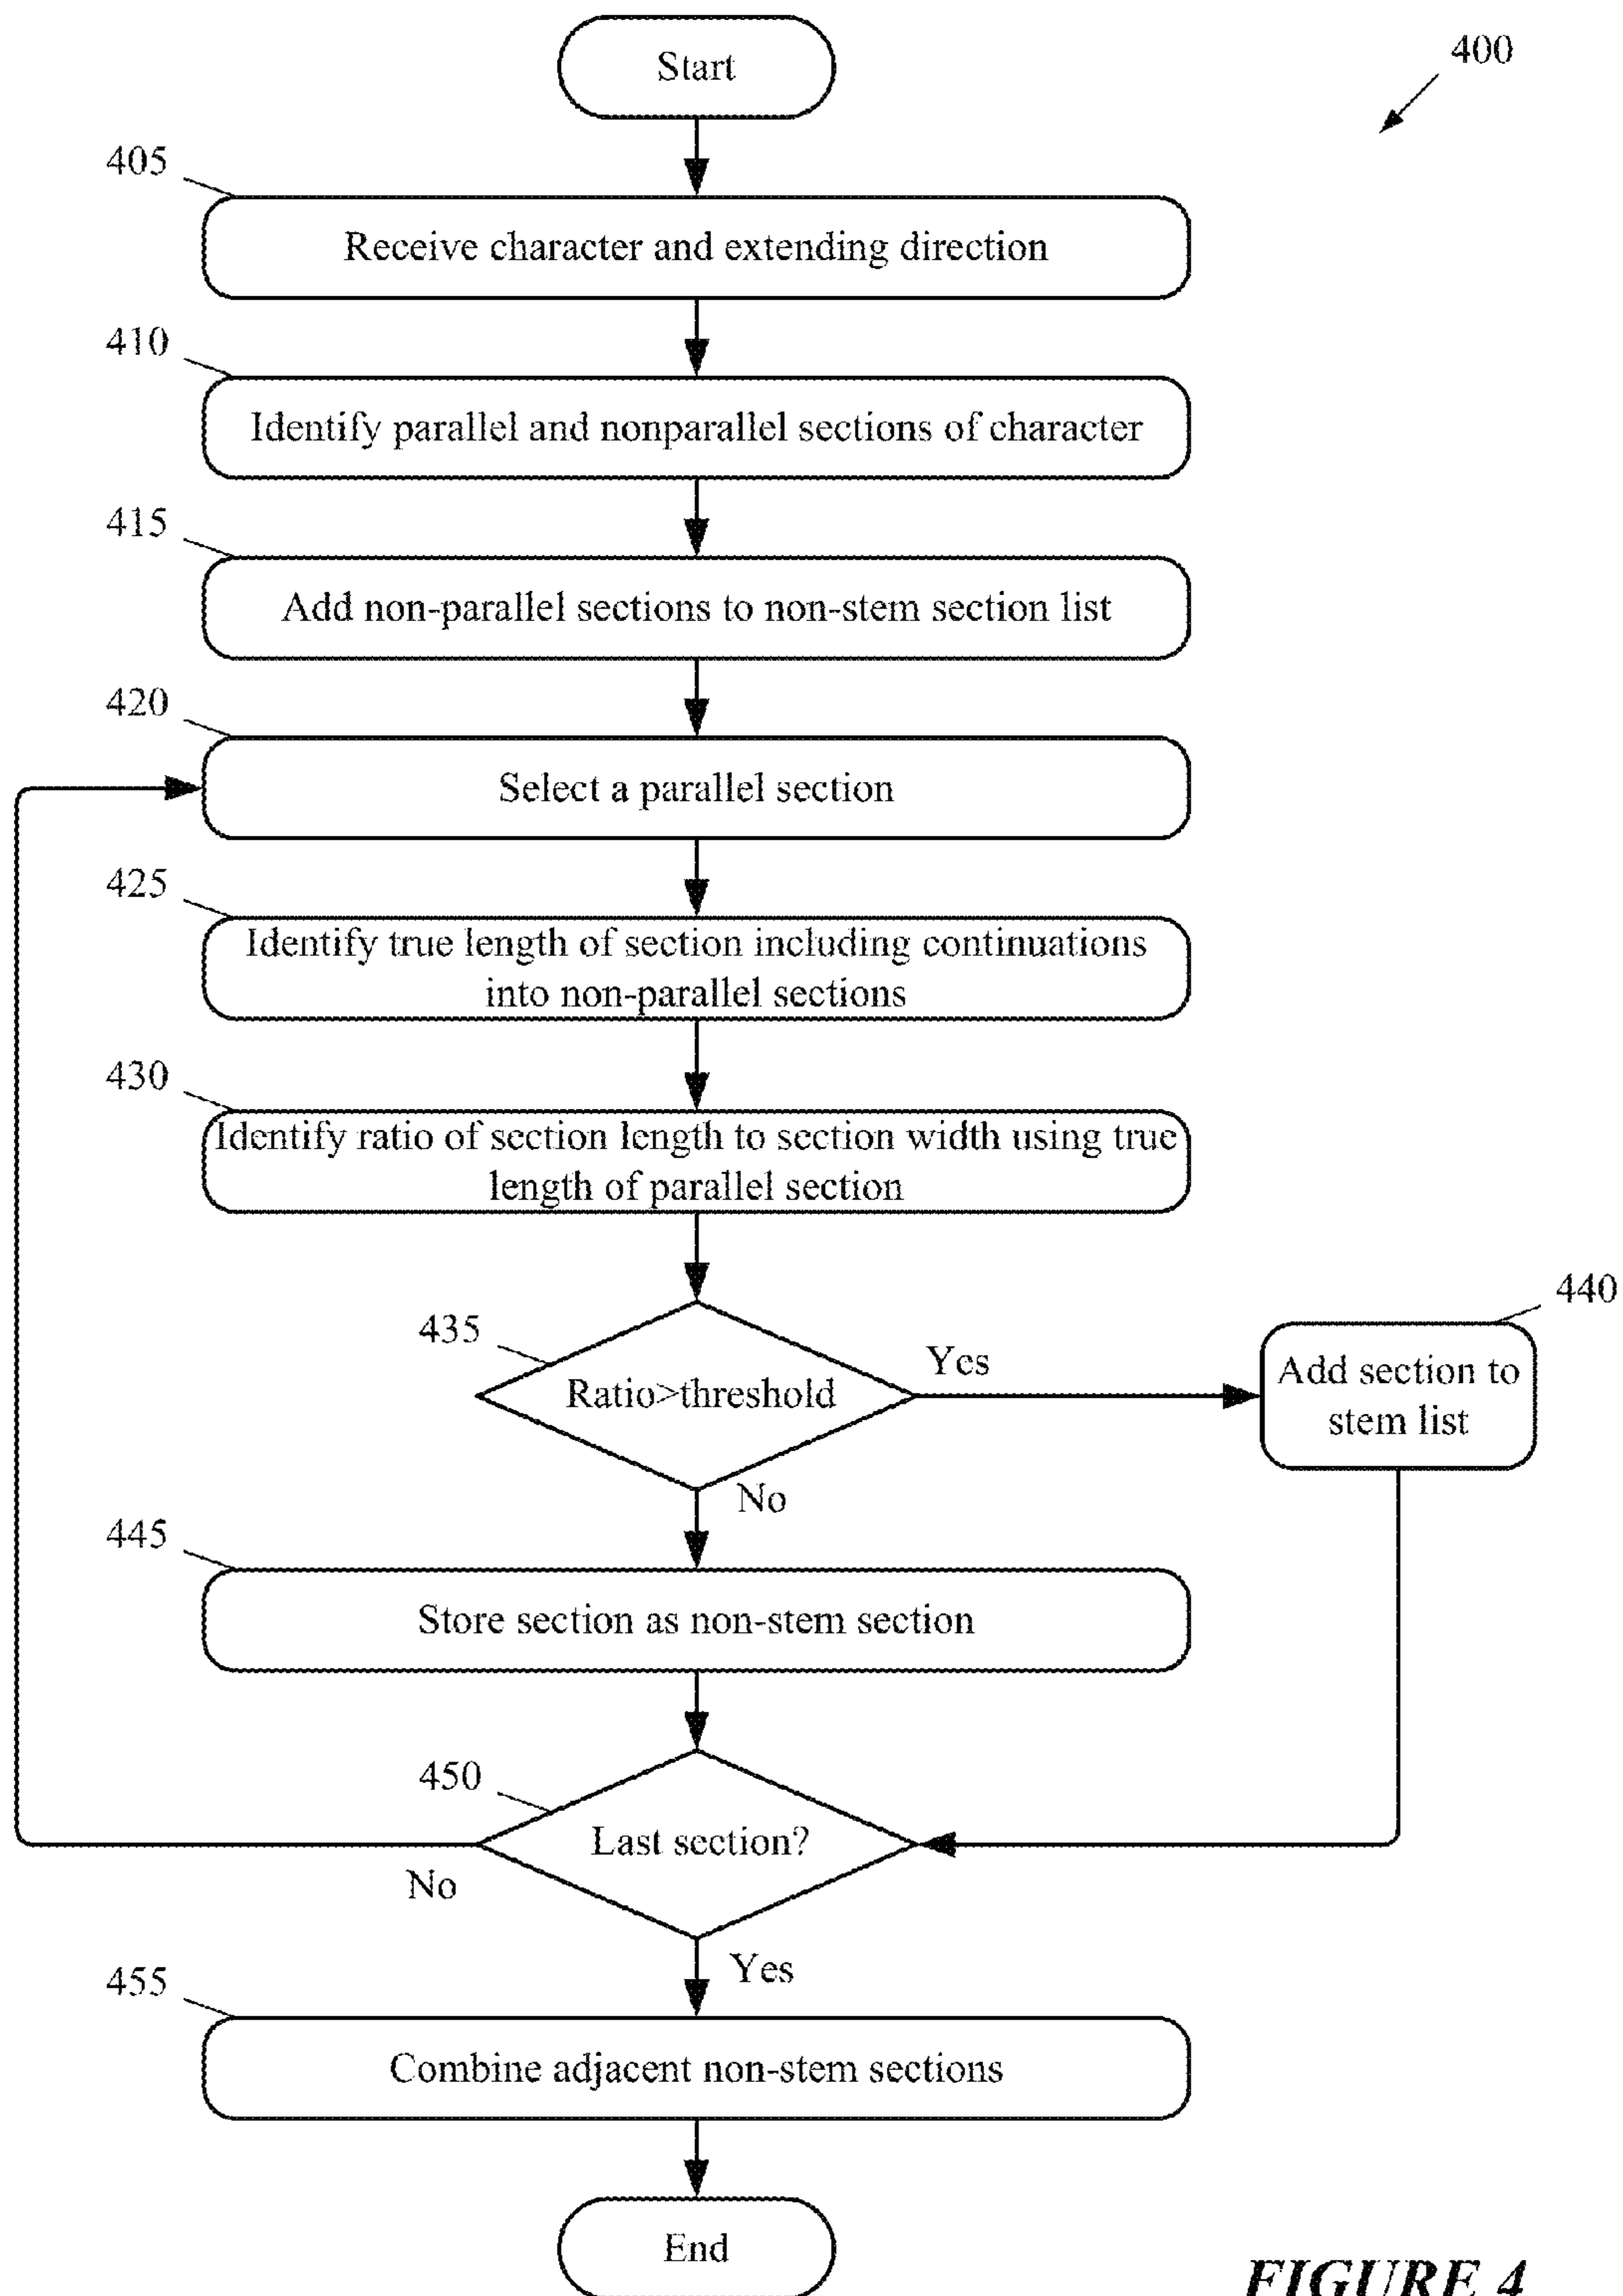 Start
400
405
Receive character and extending direction
410
Identify parallel and nonparallel sections of character
415
Add non-parallel sections to non-stem section list
420
Select a parallel section
425
Identify true length of section including continuations
into non-parallel sections
430
Identify ratio of section length to section width using true
length of parallel section
435
Ratio>threshold
Yes
440
Add section to
stem list
No
445
Store section as non-stem section
450
Last section?
No
Yes
455
Combine adjacent non-stem sections
End
FIGURE 4